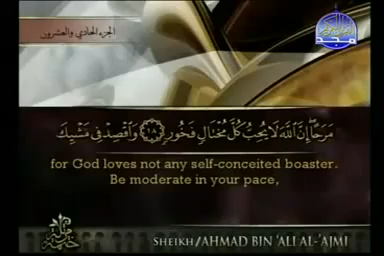 الجزء الحادي والعشرون
مَرَحًا إِنَّ اللَّهَ لَا يُحِبُّ كُلَّ مُخْتَالٍ فَخُورٍ ١٨ وَاقْصِدْ فِي مَشْيِكَ
for God loves not any self-conceited boaster.
Be moderate in your pace,
SHEIKH/AHMAD BIN 'ALI AL-'AJMI